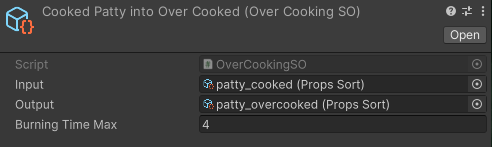 Cooked Patty into Over Cooked (Over Cooking SO)
Open
Script OverCookingSO
Input patty_cooked (Props Sort)
Output patty_overcooked (Props Sort)
Burning Time Max 4